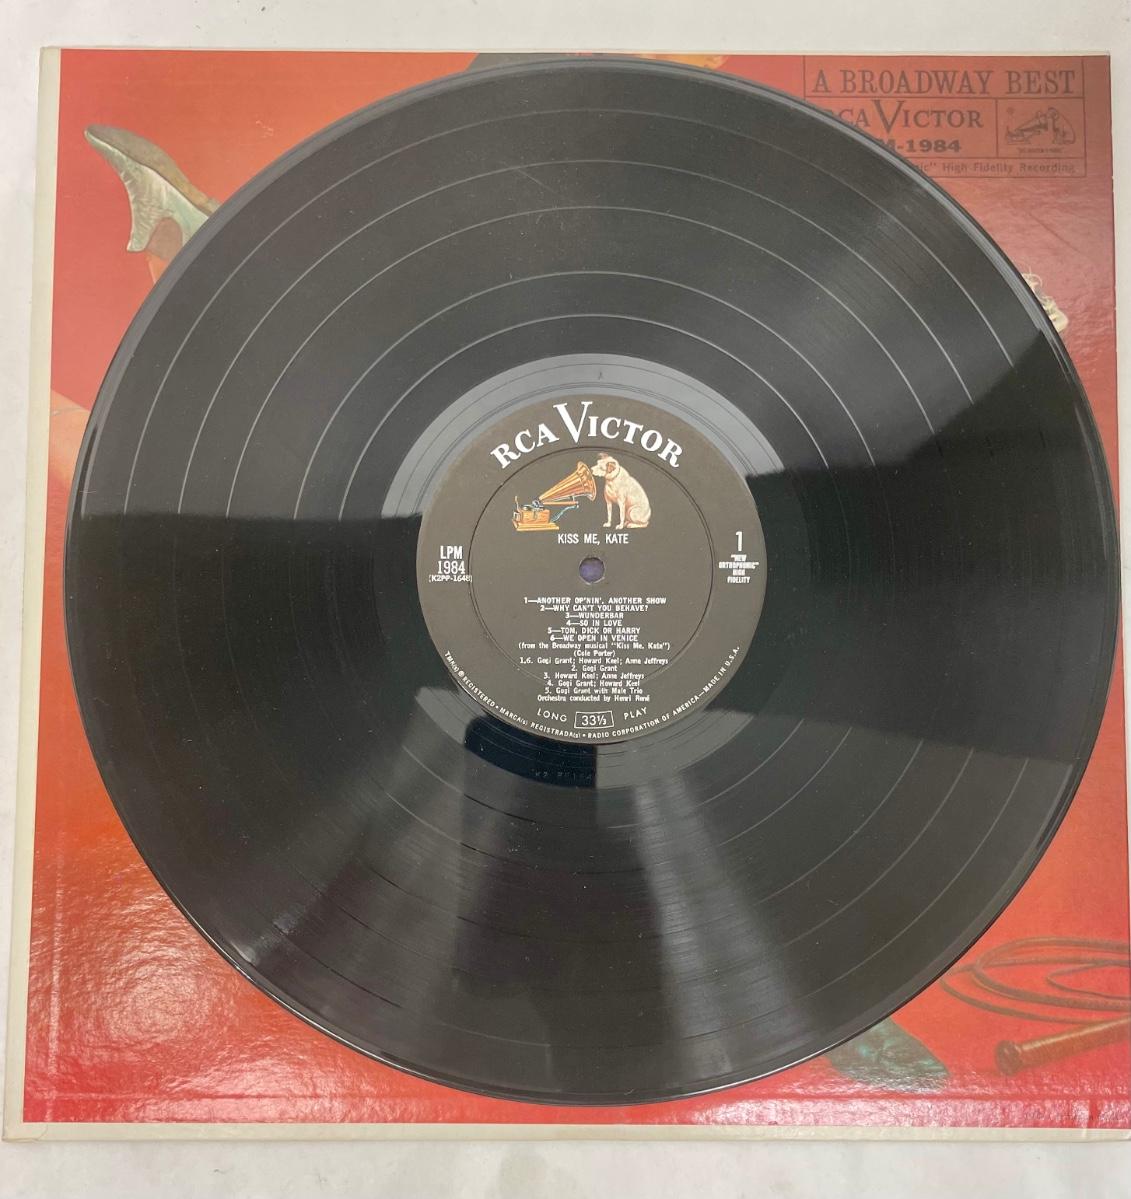 A BROADWAY BEST
RCA VICTOR
M-1984
High Fidelity Recording
RCA VICTOR
KISS ME, KATE
LPM
1984
(K2PP-1648)
1
"NEW
ORTHOPHONIC"
HIGH
FIDELITY
1—ANOTHER OP'NIN', ANOTHER SHOW
2—WHY CAN'T YOU BEHAVE?
3—WUNDERBAR
4—SO IN LOVE
5—TOM, DICK OR HARRY
6—WE OPEN IN VENICE
(from the Broadway musical "Kiss Me, Kate")
(Cole Porter)
1,6. Gogi Grant; Howard Keel; Anne Jeffreys
2. Gogi Grant
3. Howard Keel; Anne Jeffreys
4. Gogi Grant; Howard Keel
5. Gogi Grant with Male Trio
Orchestra conducted by Henri René
LONG 33⅓ PLAY
TMK(s) ® REGISTERED • MARCA(s) REGISTRADA(s) • RADIO CORPORATION OF AMERICA—MADE IN U.S.A.